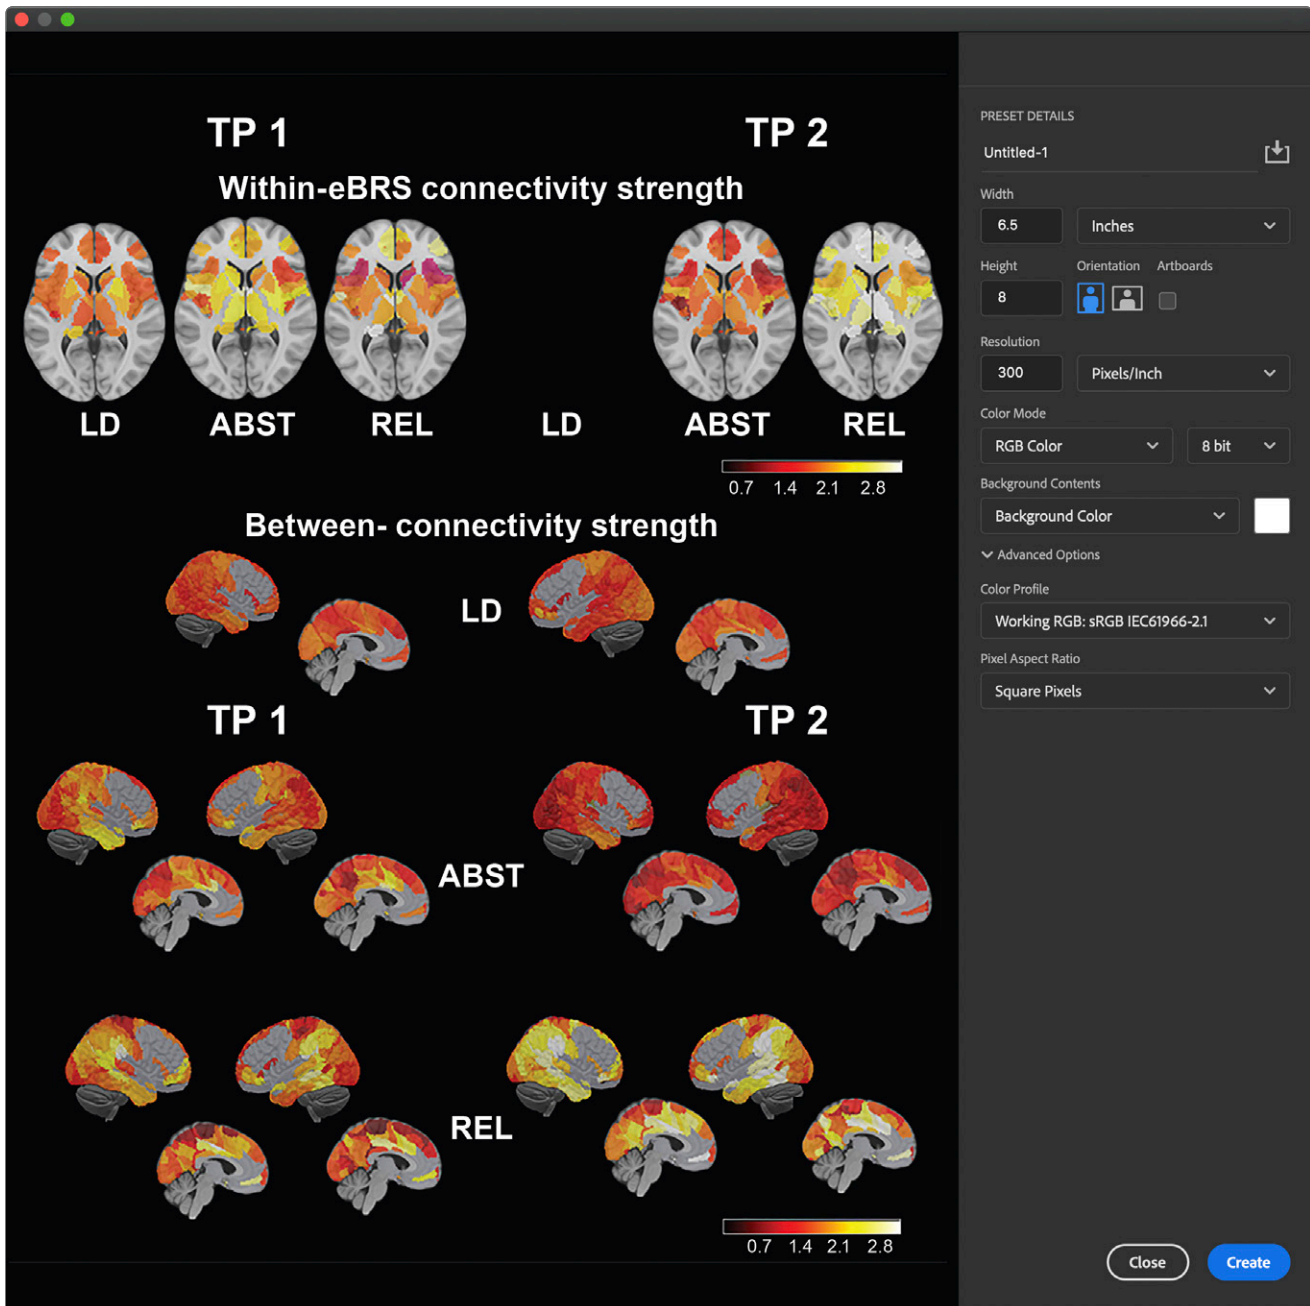 TP 1
TP 2
Within-eBRS connectivity strength
LD
ABST
REL
LD
ABST
REL
0.7 1.4 2.1 2.8
Between- connectivity strength
LD
TP 1
TP 2
ABST
REL
0.7 1.4 2.1 2.8
PRESET DETAILS
Untitled-1
Width
6.5
Inches
Height
Orientation
Artboards
8
Resolution
300
Pixels/Inch
Color Mode
RGB Color
8 bit
Background Contents
Background Color
Advanced Options
Color Profile
Working RGB: sRGB IEC61966-2.1
Pixel Aspect Ratio
Square Pixels
Close
Create